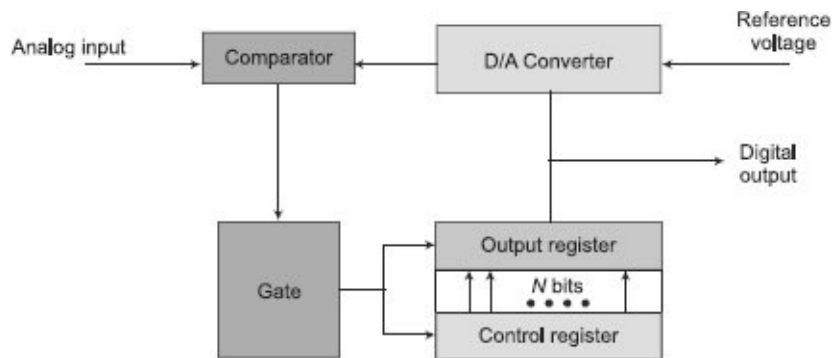 Analog input
Comparator
D/A Converter
Reference
voltage
Digital
output
Gate
Output register
N bits
Control register